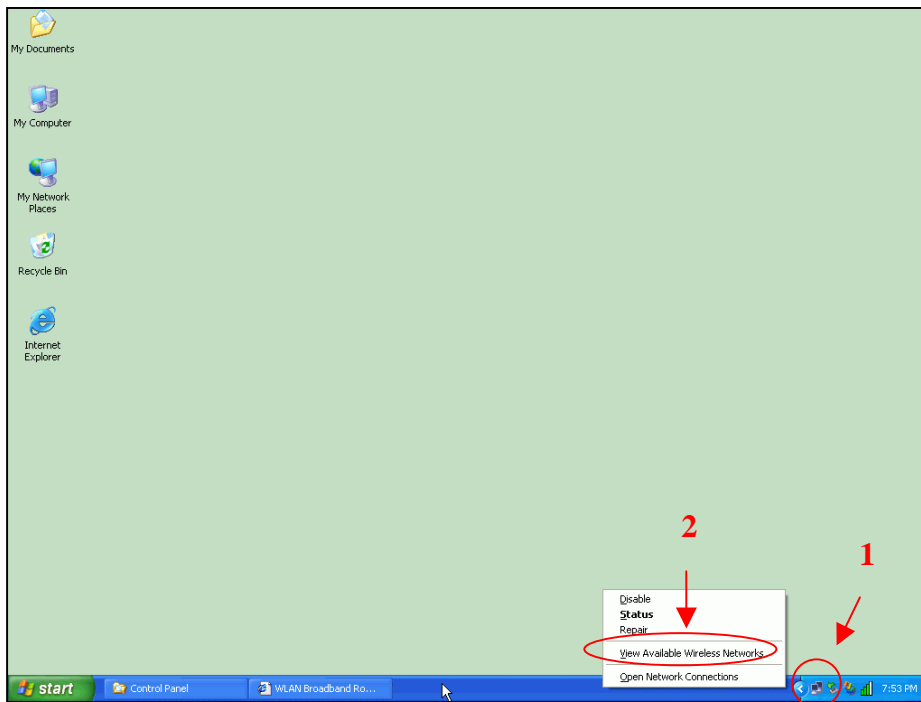 My Documents
My Computer
My Network
Places
Recycle Bin
Internet
Explorer
2
1
Disable
Status
Repair
View Available Wireless Networks
Open Network Connections
start
Control Panel
WLAN Broadband Ro...
7:53 PM